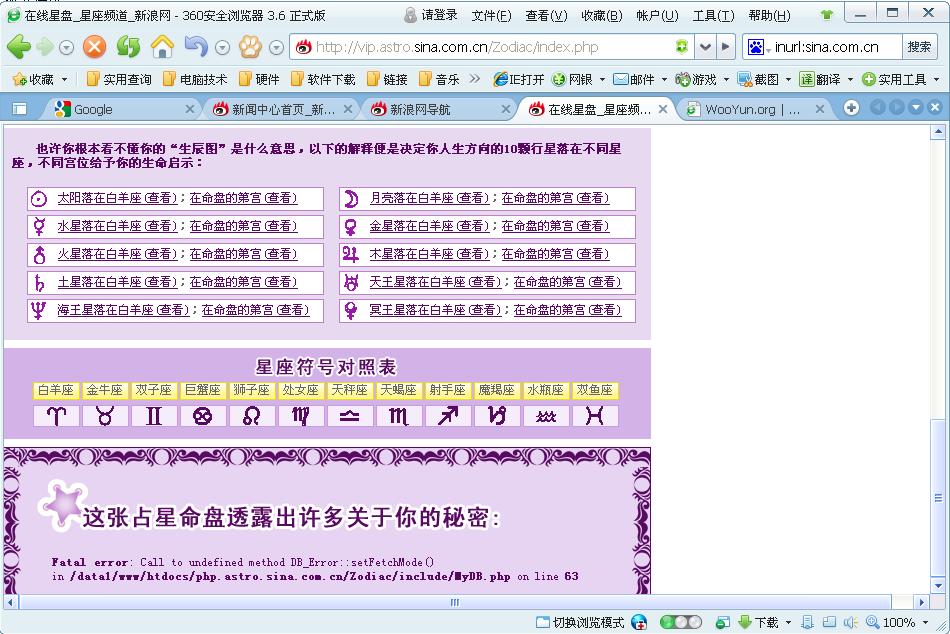 在线星盘_星座频道_新浪网 - 360安全浏览器 3.6 正式版 请登录 文件(F) 查看(V) 收藏(B) 帐户(U) 工具(T) 帮助(H)
http://vip.astro.sina.com.cn/Zodiac/index.php inurl:sina.com.cn 搜索
收藏 实用查询 电脑技术 硬件 软件下载 链接 音乐 » IE打开 网银 邮件 游戏 截图 翻译 实用工具
Google 新闻中心首页_新... 新浪网导航 在线星盘_星座频... WooYun.org | ...
也许你根本看不懂你的“生辰图”是什么意思，以下的解释便是决定你人生方向的10颗行星落在不同星
座，不同宫位给予你的生命启示：
太阳落在白羊座(查看)；在命盘的第宫(查看) 月亮落在白羊座(查看)；在命盘的第宫(查看)
水星落在白羊座(查看)；在命盘的第宫(查看) 金星落在白羊座(查看)；在命盘的第宫(查看)
火星落在白羊座(查看)；在命盘的第宫(查看) 木星落在白羊座(查看)；在命盘的第宫(查看)
土星落在白羊座(查看)；在命盘的第宫(查看) 天王星落在白羊座(查看)；在命盘的第宫(查看)
海王星落在白羊座(查看)；在命盘的第宫(查看) 冥王星落在白羊座(查看)；在命盘的第宫(查看)
星座符号对照表
白羊座 金牛座 双子座 巨蟹座 狮子座 处女座 天秤座 天蝎座 射手座 魔羯座 水瓶座 双鱼座
这张占星命盘透露出许多关于你的秘密:
Fatal error: Call to undefined method DB_Error::setFetchMode()
in /data1/www/htdocs/php.astro.sina.com.cn/Zodiac/include/MyDB.php on line 63
切换浏览模式 下载 100%